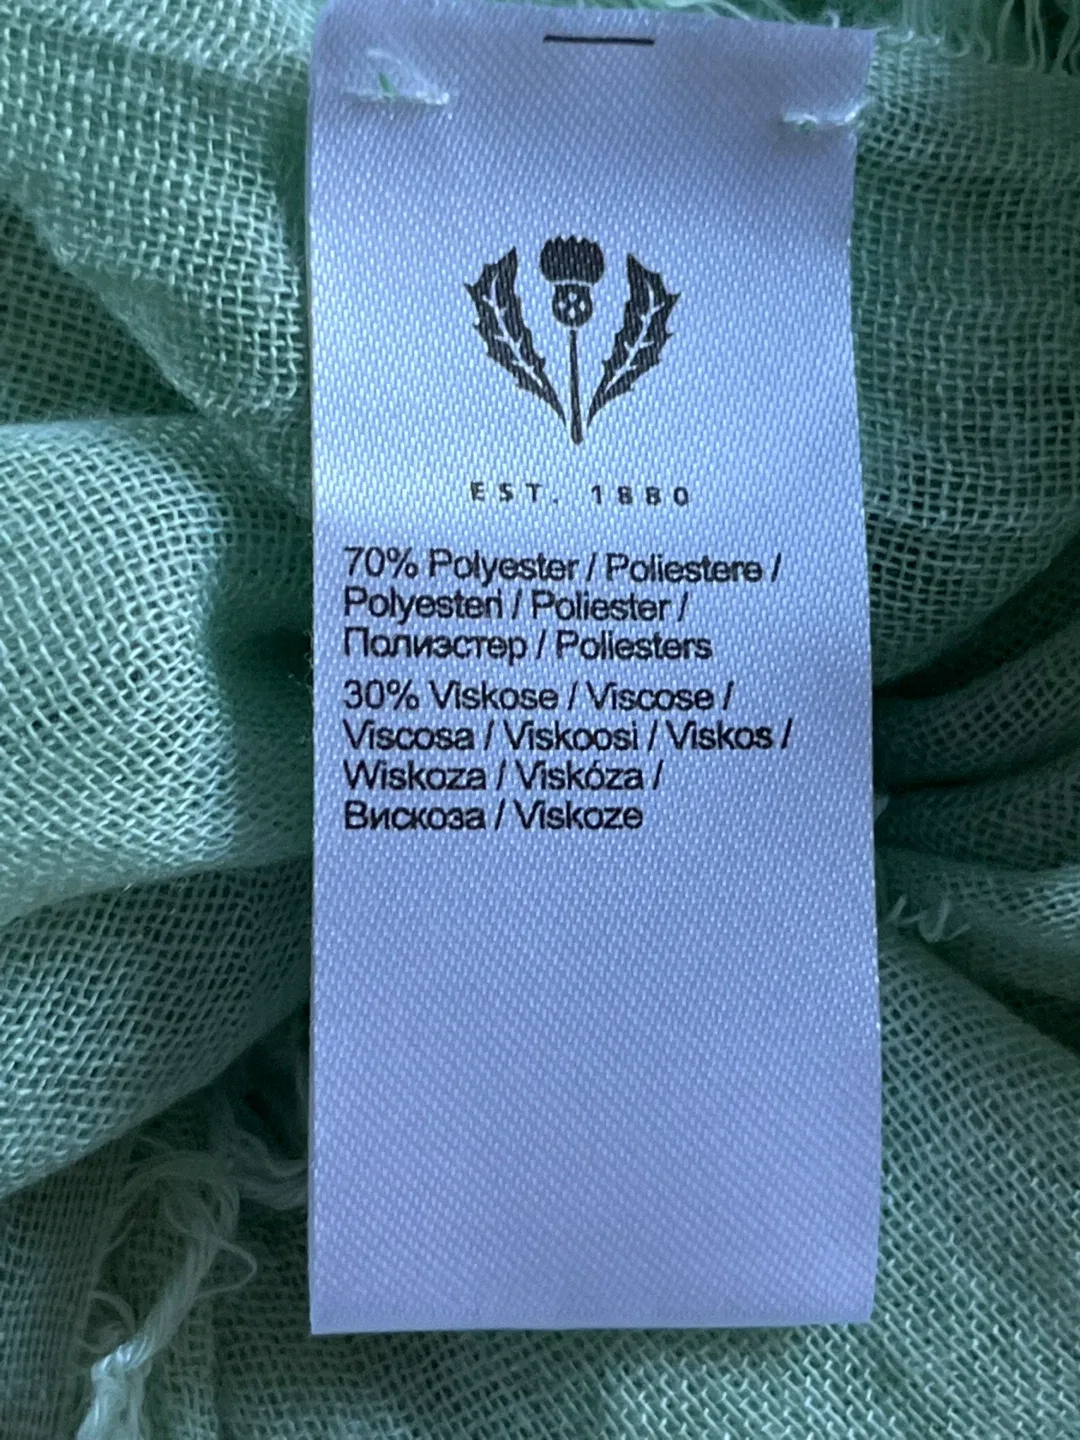 EST. 1880
70% Polyester / Poliestere /
Polyesteri / Poliester /
Полиэстер / Poliesters
30% Viskose / Viscose /
Viscosa / Viskoosi / Viskos /
Wiskoza / Viskóza /
Вискоза / Viskoze